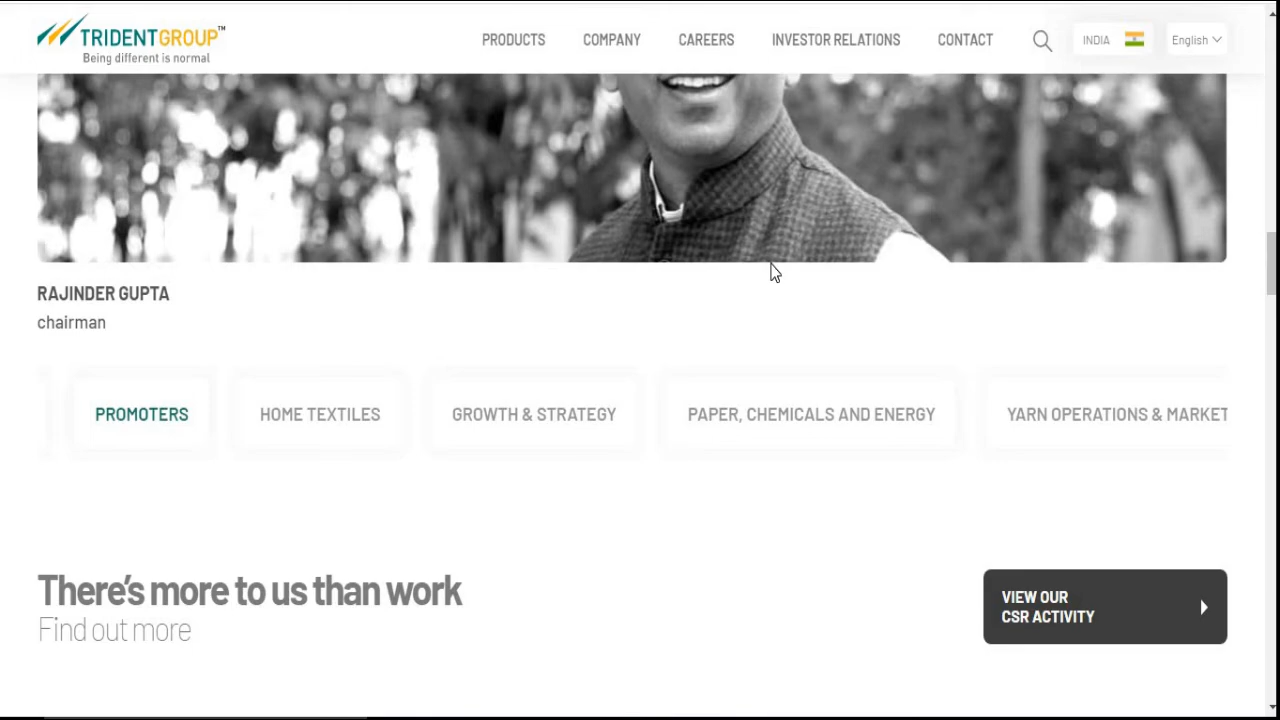 TRIDENTGROUP™
Being different is normal
PRODUCTS COMPANY CAREERS INVESTOR RELATIONS CONTACT INDIA English
RAJINDER GUPTA
chairman
PROMOTERS HOME TEXTILES GROWTH & STRATEGY PAPER, CHEMICALS AND ENERGY YARN OPERATIONS & MARKET
There's more to us than work
Find out more
VIEW OUR
CSR ACTIVITY